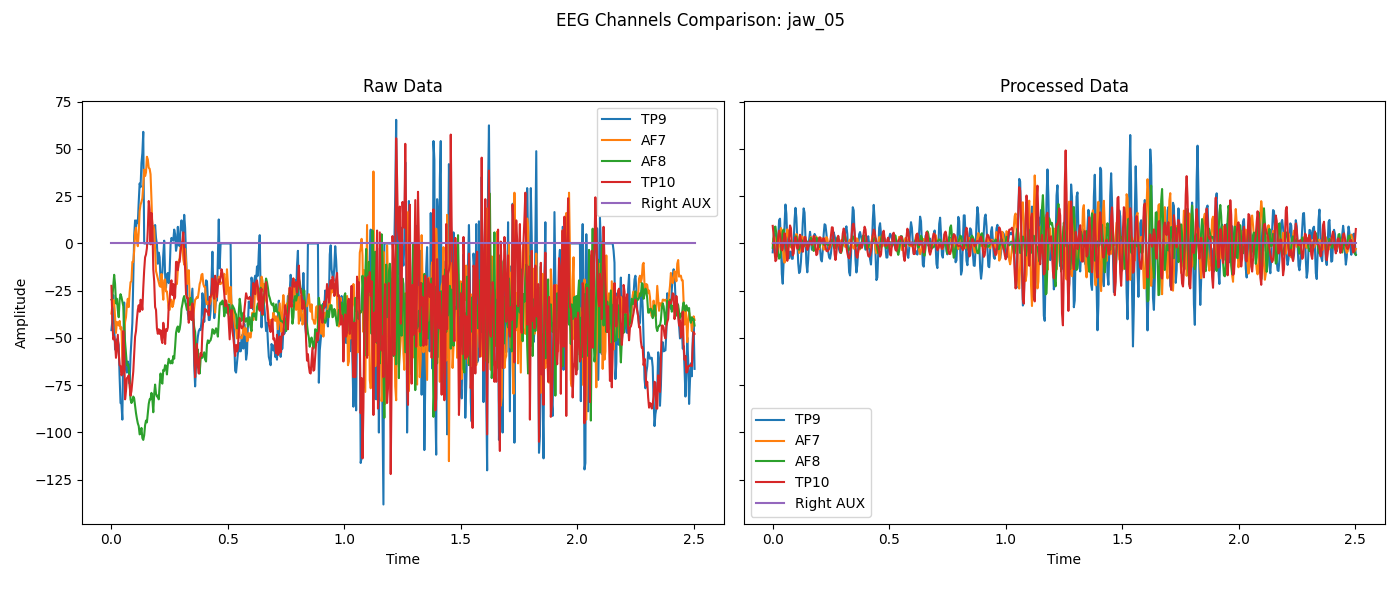 EEG Channels Comparison: jaw_05
Raw Data
Amplitude
75
50
25
0
−25
−50
−75
−100
−125
0.0
0.5
1.0
1.5
2.0
2.5
Time
TP9
AF7
AF8
TP10
Right AUX
Processed Data
0.0
0.5
1.0
1.5
2.0
2.5
Time
TP9
AF7
AF8
TP10
Right AUX